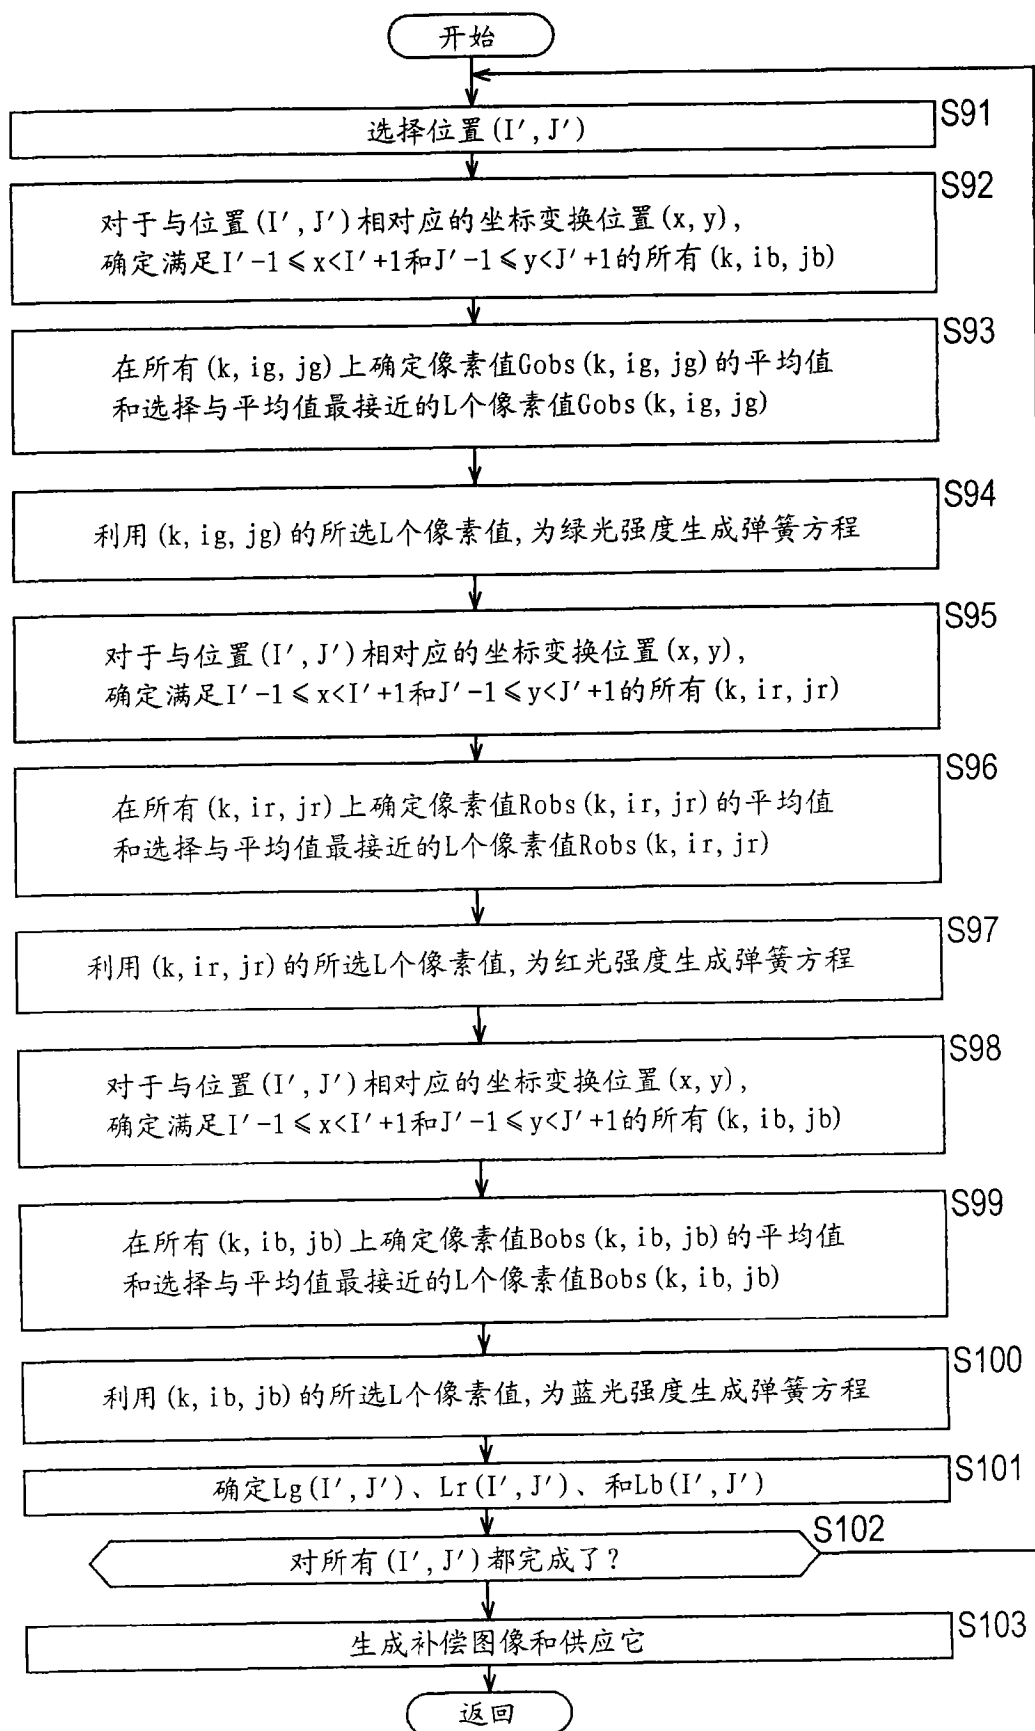 开始
S91
选择位置(I′,J′)
S92
对于与位置(I′,J′)相对应的坐标变换位置(x,y),
确定满足I′-1≤x<I′+1和J′-1≤y<J′+1的所有(k,ib,jb)
S93
在所有(k,ig,jg)上确定像素值Gobs(k,ig,jg)的平均值
和选择与平均值最接近的L个像素值Gobs(k,ig,jg)
S94
利用(k,ig,jg)的所选L个像素值,为绿光强度生成弹簧方程
S95
对于与位置(I′,J′)相对应的坐标变换位置(x,y),
确定满足I′-1≤x<I′+1和J′-1≤y<J′+1的所有(k,ir,jr)
S96
在所有(k,ir,jr)上确定像素值Robs(k,ir,jr)的平均值
和选择与平均值最接近的L个像素值Robs(k,ir,jr)
S97
利用(k,ir,jr)的所选L个像素值,为红光强度生成弹簧方程
S98
对于与位置(I′,J′)相对应的坐标变换位置(x,y),
确定满足I′-1≤x<I′+1和J′-1≤y<J′+1的所有(k,ib,jb)
S99
在所有(k,ib,jb)上确定像素值Bobs(k,ib,jb)的平均值
和选择与平均值最接近的L个像素值Bobs(k,ib,jb)
S100
利用(k,ib,jb)的所选L个像素值,为蓝光强度生成弹簧方程
S101
确定Lg(I′,J′)、Lr(I′,J′)、和Lb(I′,J′)
S102
对所有(I′,J′)都完成了?
S103
生成补偿图像和供应它
返回